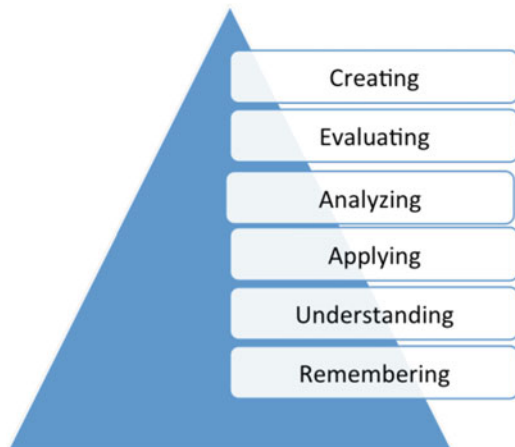 Creating
Evaluating
Analyzing
Applying
Understanding
Remembering